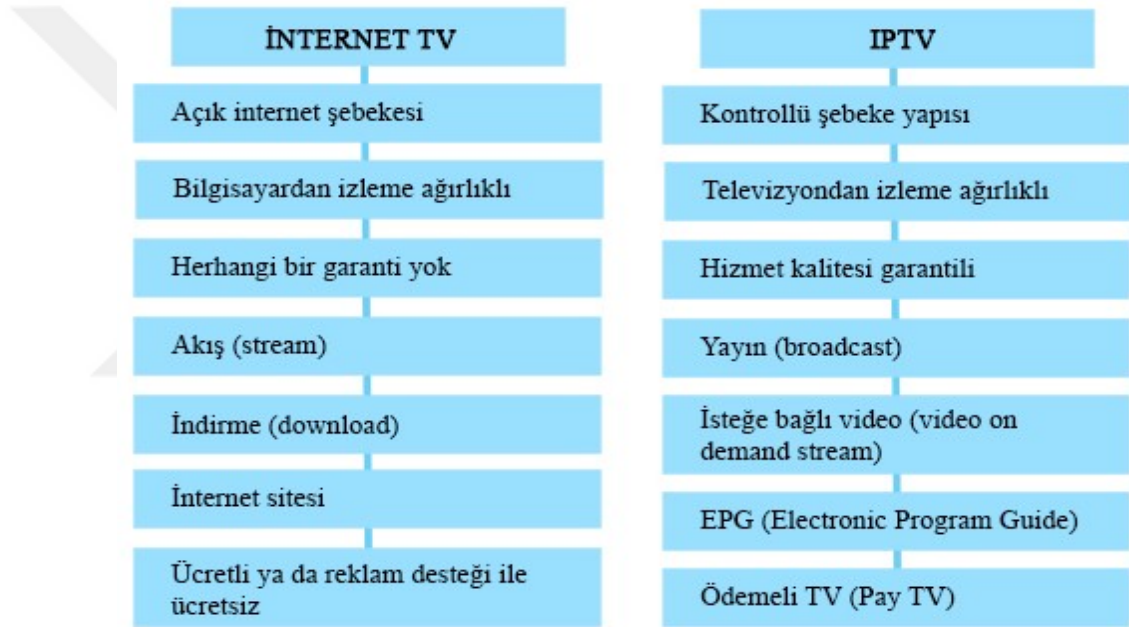 İNTERNET TV
Açık internet şebekesi
Bilgisayardan izleme ağırlıklı
Herhangi bir garanti yok
Akış (stream)
İndirme (download)
İnternet sitesi
Ücretli ya da reklam desteği ile
ücretsiz
IPTV
Kontrollü şebeke yapısı
Televizyondan izleme ağırlıklı
Hizmet kalitesi garantili
Yayın (broadcast)
İsteğe bağlı video (video on
demand stream)
EPG (Electronic Program Guide)
Ödemeli TV (Pay TV)